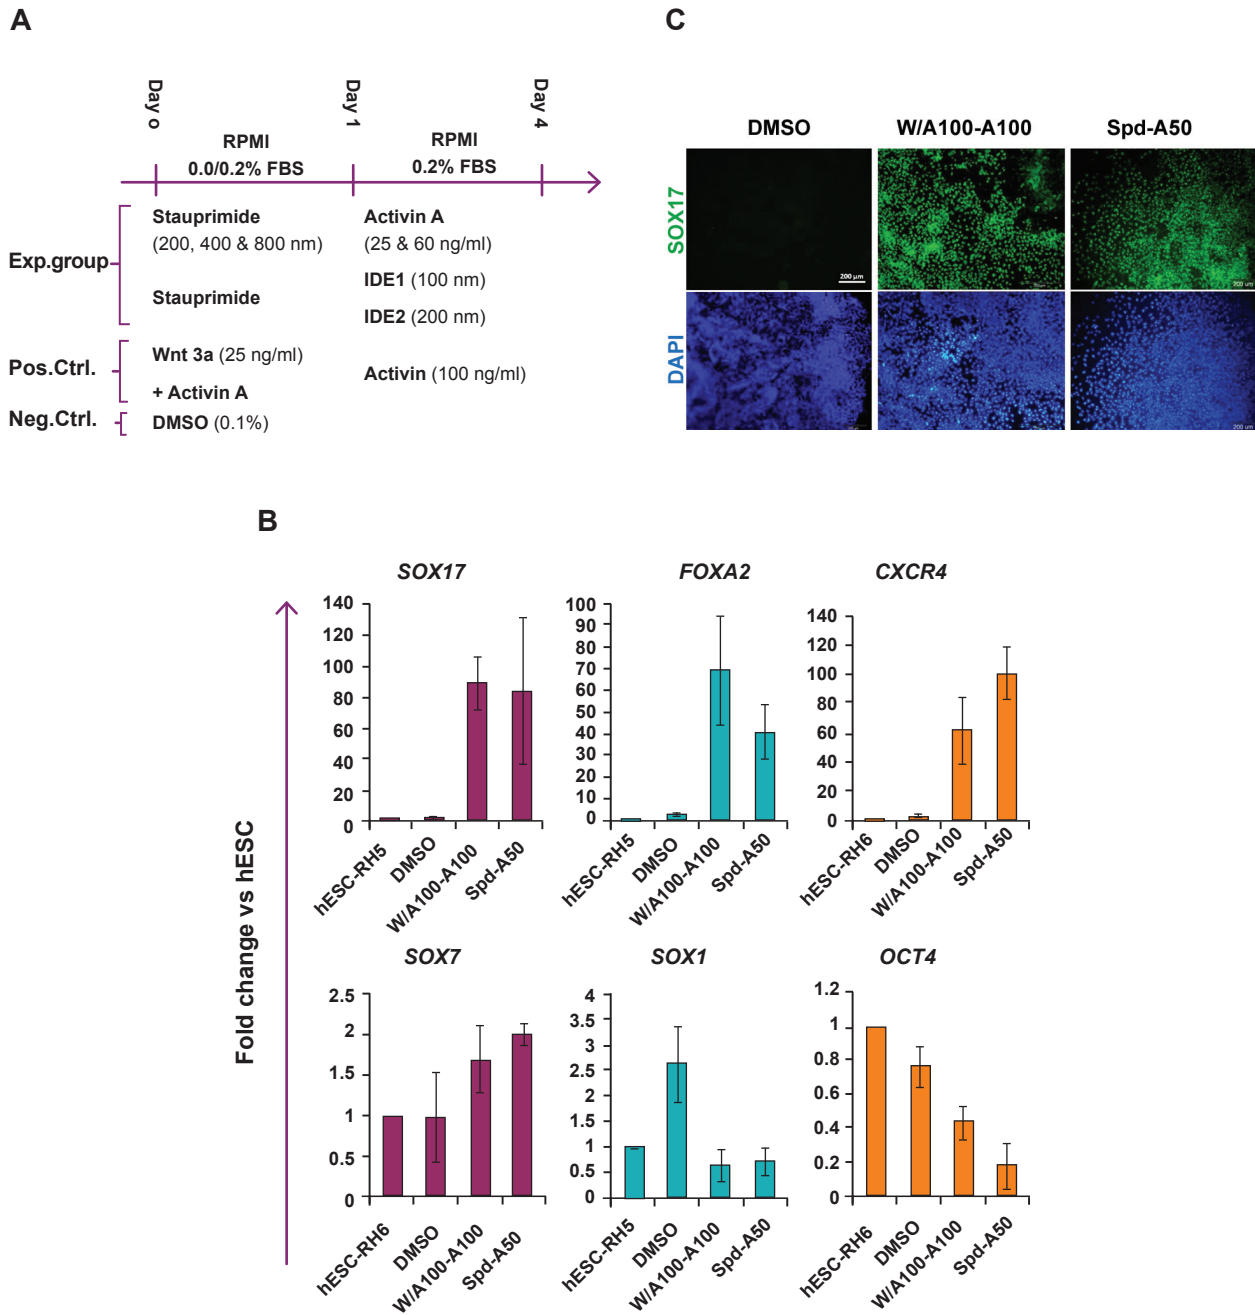 A
Day 0
Day 1
Day 4
RPMI
0.0/0.2% FBS
RPMI
0.2% FBS
Exp.group
Stauprimide
(200, 400 & 800 nm)
Stauprimide
Activin A
(25 & 60 ng/ml)
IDE1 (100 nm)
IDE2 (200 nm)
Pos.Ctrl.
Wnt 3a (25 ng/ml)
+ Activin A
Activin (100 ng/ml)
Neg.Ctrl.
DMSO (0.1%)
C
DMSO
W/A100-A100
Spd-A50
SOX17
DAPI
200 µm
200 um
200 um
B
Fold change vs hESC
SOX17
140
120
100
80
60
40
20
0
hESC-RH5
DMSO
W/A100-A100
Spd-A50
FOXA2
100
90
80
70
60
50
40
30
20
10
0
hESC-RH5
DMSO
W/A100-A100
Spd-A50
CXCR4
140
120
100
80
60
40
20
0
hESC-RH6
DMSO
W/A100-A100
Spd-A50
SOX7
2.5
2
1.5
1
0.5
0
hESC-RH6
DMSO
W/A100-A100
Spd-A50
SOX1
4
3.5
3
2.5
2
1.5
1
0.5
0
hESC-RH5
DMSO
W/A100-A100
Spd-A50
OCT4
1.2
1
0.8
0.6
0.4
0.2
0
hESC-RH6
DMSO
W/A100-A100
Spd-A50